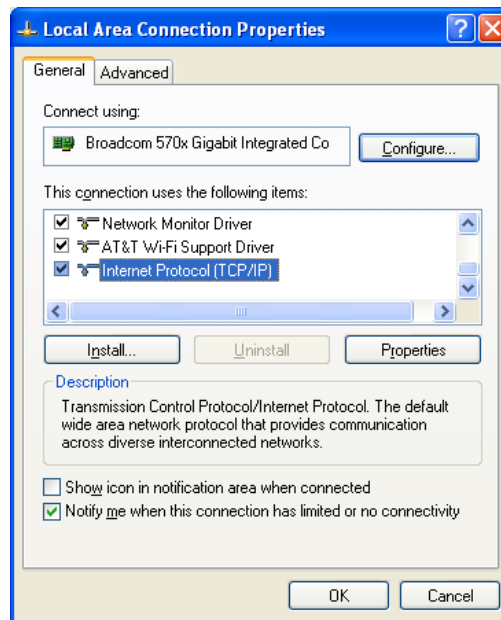 Local Area Connection Properties
General Advanced
Connect using:
Broadcom 570x Gigabit Integrated Co Configure...
This connection uses the following items:
Network Monitor Driver
AT&T Wi-Fi Support Driver
Internet Protocol (TCP/IP)
Install... Uninstall Properties
Description
Transmission Control Protocol/Internet Protocol. The default
wide area network protocol that provides communication
across diverse interconnected networks.
Show icon in notification area when connected
Notify me when this connection has limited or no connectivity
OK Cancel